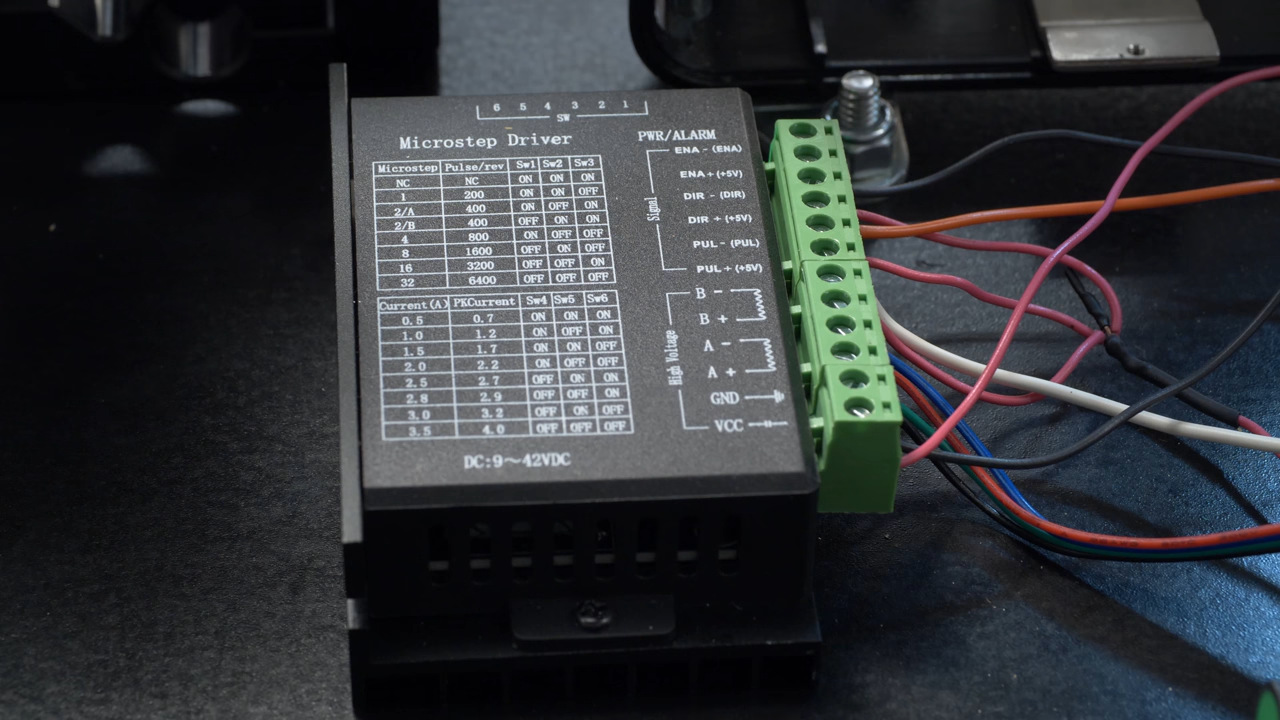 6 5 4 3 2 1
SW
Microstep Driver
Microstep Pulse/rev Sw1 Sw2 Sw3
NC NC ON ON ON
1 200 ON ON OFF
2/A 400 ON OFF ON
2/B 400 OFF ON ON
4 800 ON OFF OFF
8 1600 OFF ON OFF
16 3200 OFF OFF ON
32 6400 OFF OFF OFF
Current(A) PKCurrent Sw4 Sw5 Sw6
0.5 0.7 ON ON ON
1.0 1.2 ON OFF ON
1.5 1.7 ON ON OFF
2.0 2.2 ON OFF OFF
2.5 2.7 OFF ON ON
2.8 2.9 OFF OFF ON
3.0 3.2 OFF ON OFF
3.5 4.0 OFF OFF OFF
DC:9～42VDC
PWR/ALARM
Signal
ENA - (ENA)
ENA + (+5V)
DIR - (DIR)
DIR + (+5V)
PUL - (PUL)
PUL + (+5V)
High Voltage
B -
B +
A -
A +
GND
VCC